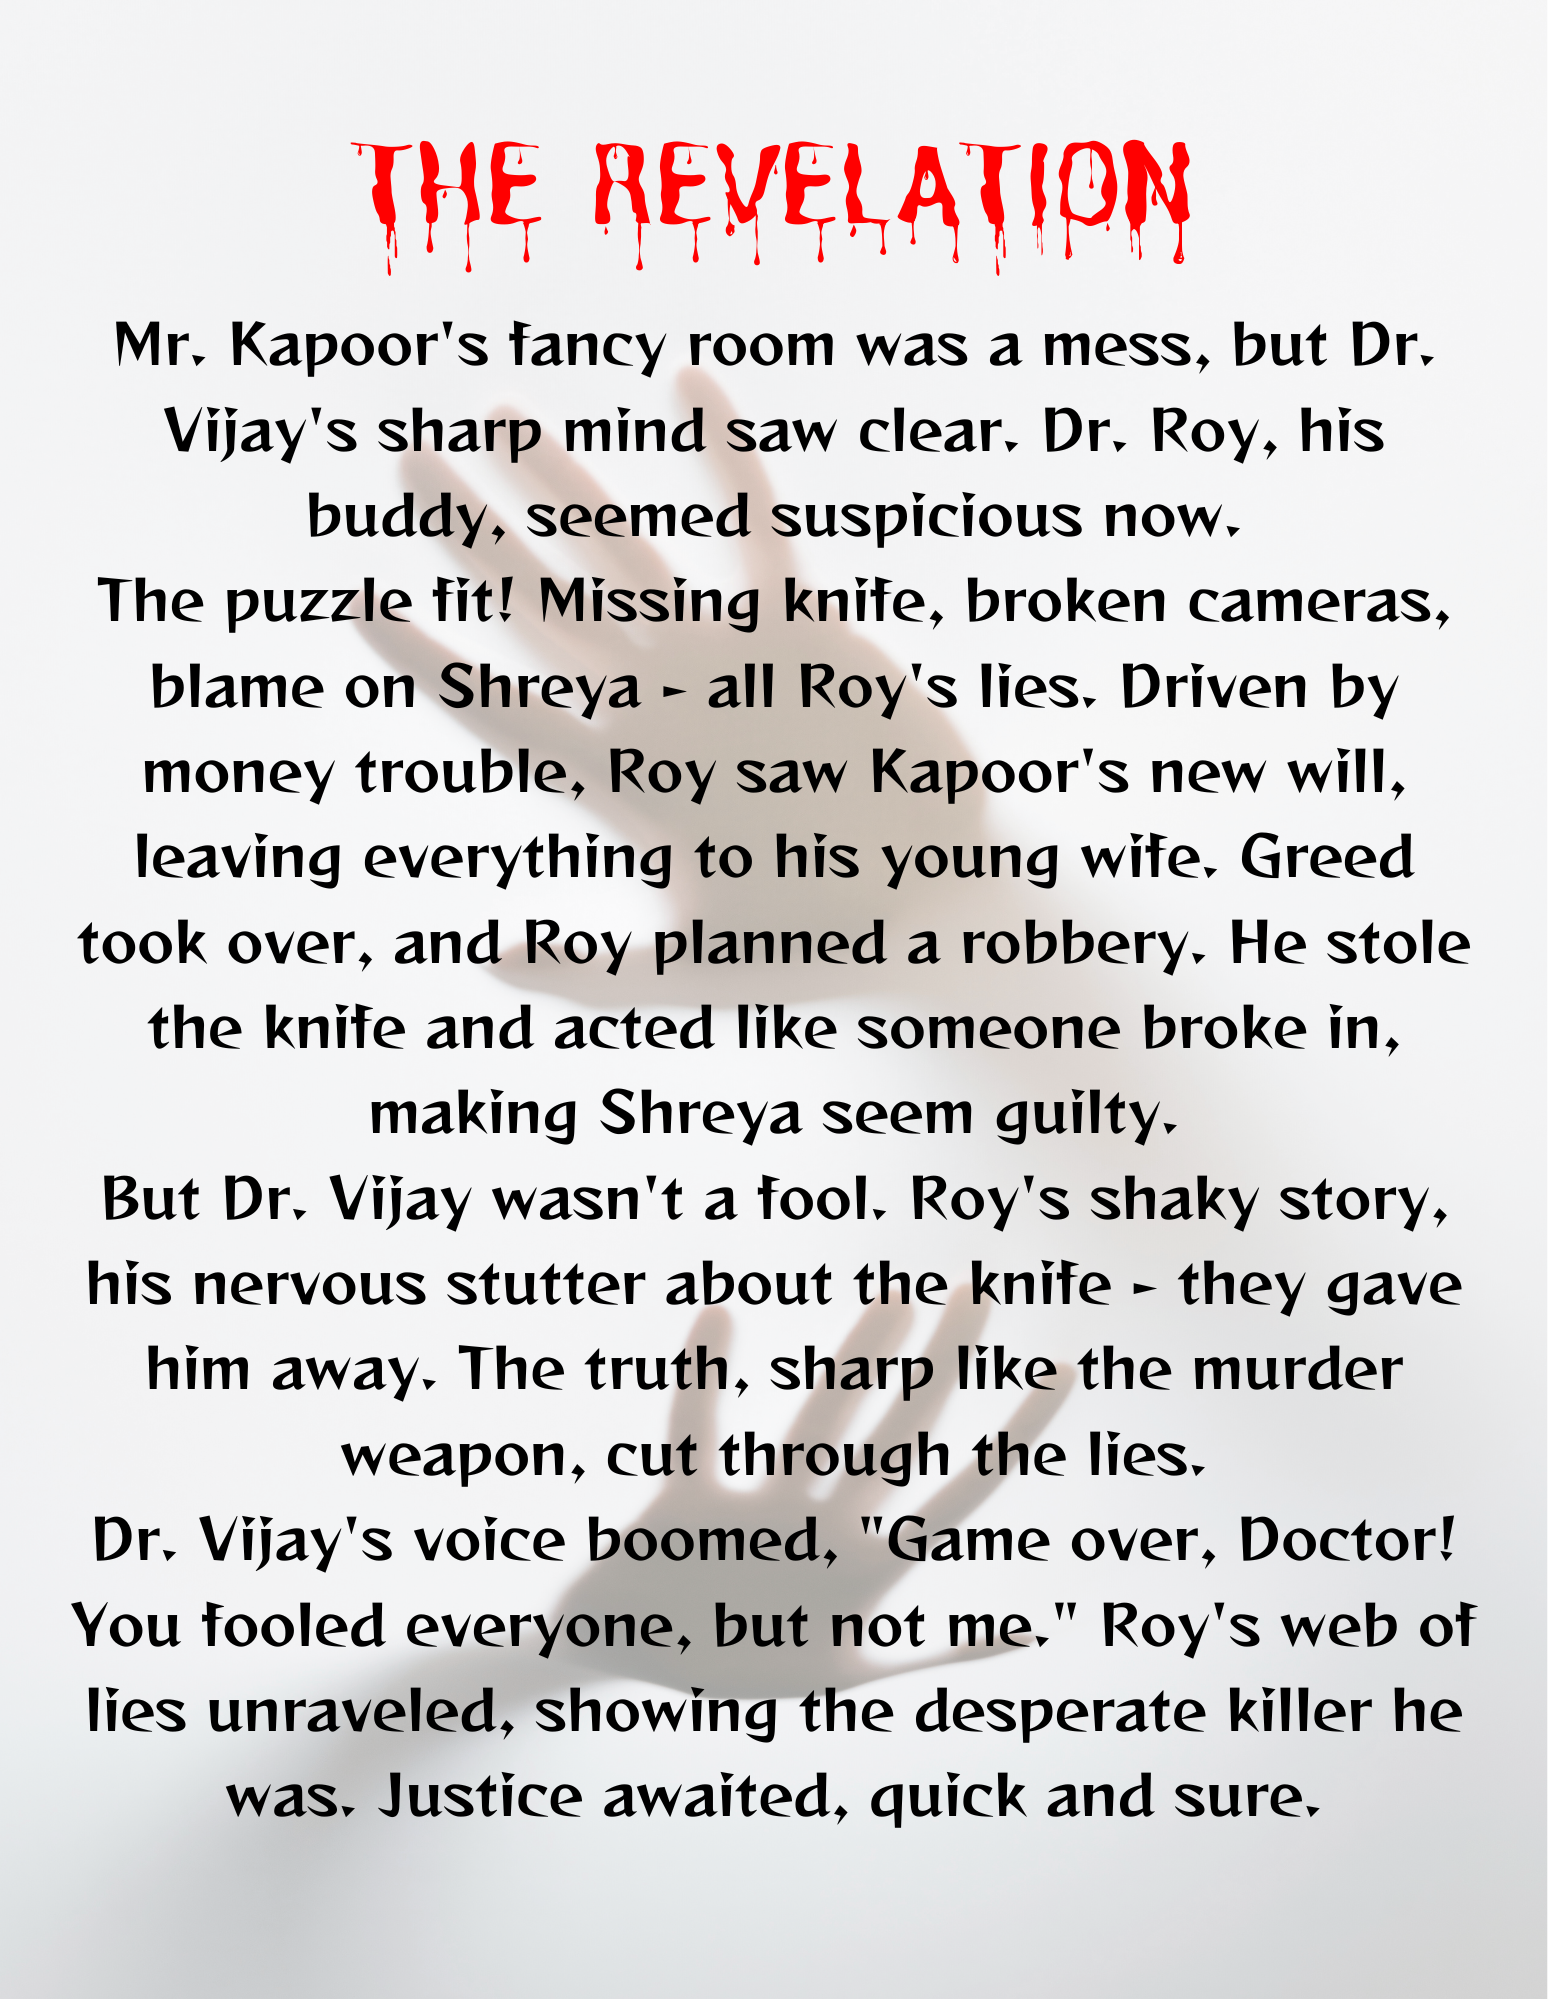 THE REVELATION
Mr. Kapoor's fancy room was a mess, but Dr.
Vijay's sharp mind saw clear. Dr. Roy, his
buddy, seemed suspicious now.
The puzzle fit! Missing knife, broken cameras,
blame on Shreya - all Roy's lies. Driven by
money trouble, Roy saw Kapoor's new will,
leaving everything to his young wife. Greed
took over, and Roy planned a robbery. He stole
the knife and acted like someone broke in,
making Shreya seem guilty.
But Dr. Vijay wasn't a fool. Roy's shaky story,
his nervous stutter about the knife - they gave
him away. The truth, sharp like the murder
weapon, cut through the lies.
Dr. Vijay's voice boomed, "Game over, Doctor!
You fooled everyone, but not me." Roy's web of
lies unraveled, showing the desperate killer he
was. Justice awaited, quick and sure.